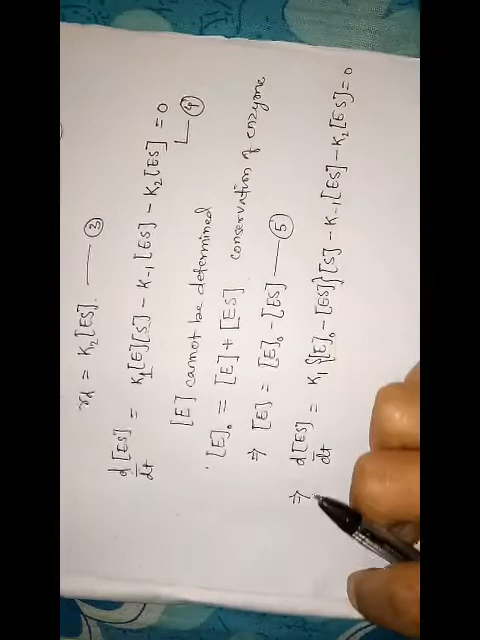 rd = K2[ES]. —— ③
d[ES]/dt = K1[E][S] - K-1[ES] - K2[ES] = 0
④
[E] cannot be determined
[E]0 = [E] + [ES] conservation of enzyme
⇒ [E] = [E]0 - [ES] —— ⑤
⇒ d[ES]/dt = K1{[E]0 - [ES]}[S] - K-1[ES] - K2[ES] = 0